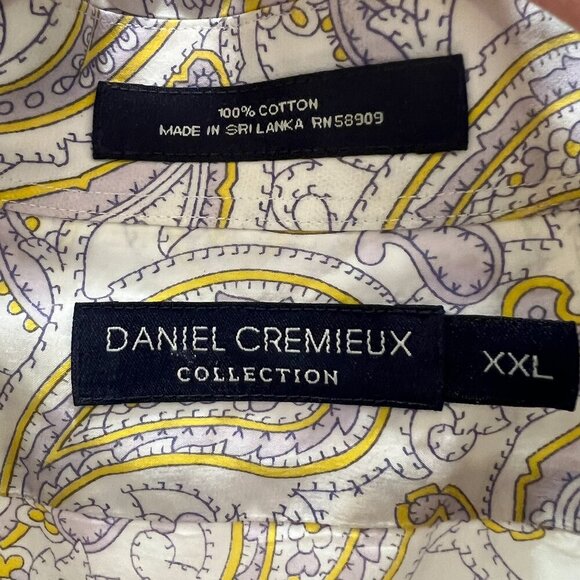 100% COTTON
MADE IN SRI LANKA RN58909
DANIEL CREMIEUX
COLLECTION
XXL